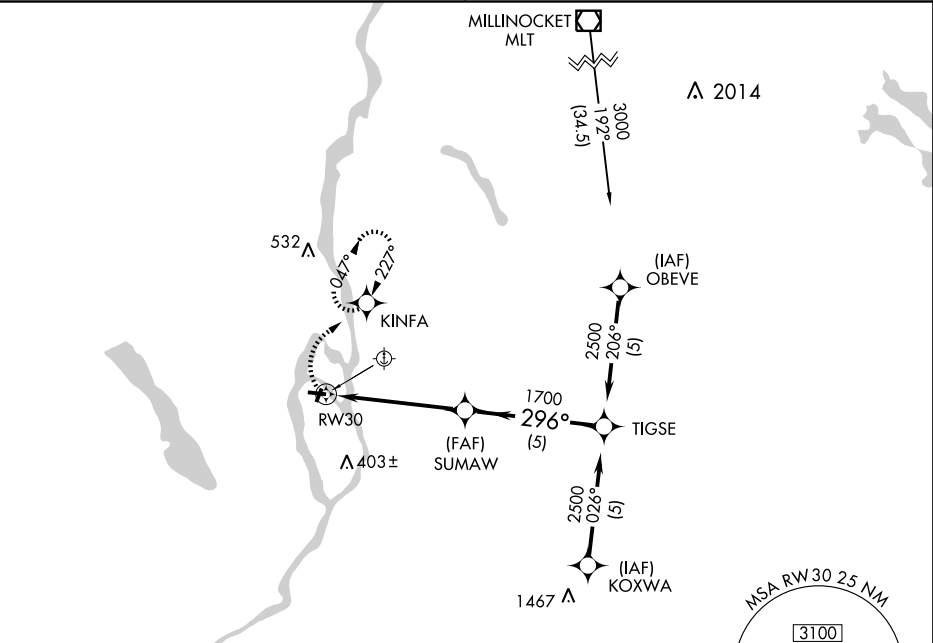 MILLINOCKET
MLT
2014
3000
192°
(34.5)
532
047°
227°
KINFA
(IAF)
OBEVE
2500
206°
(5)
RW30
1700
296°
(5)
TIGSE
(FAF)
SUMAW
403±
2500
026°
(5)
(IAF)
KOXWA
1467
MSA RW30 25 NM
3100